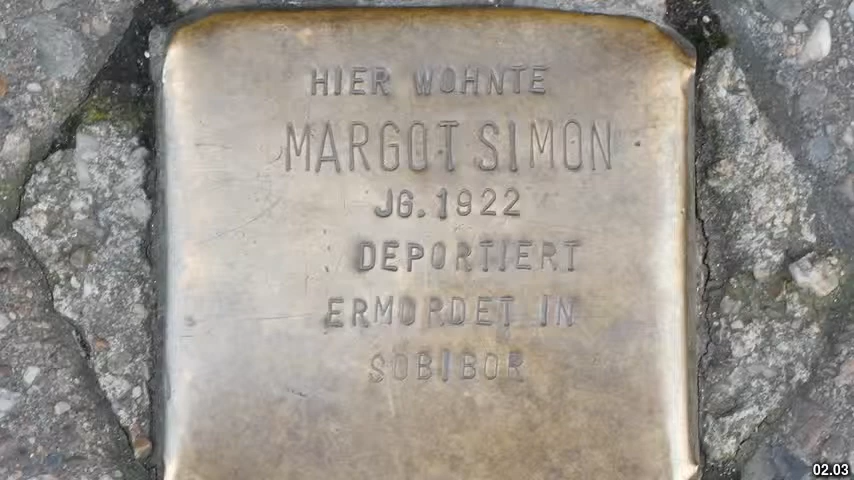 HIER WOHNTE
MARGOT SIMON
JG. 1922
DEPORTIERT
ERMORDET IN
SOBIBOR
02.03